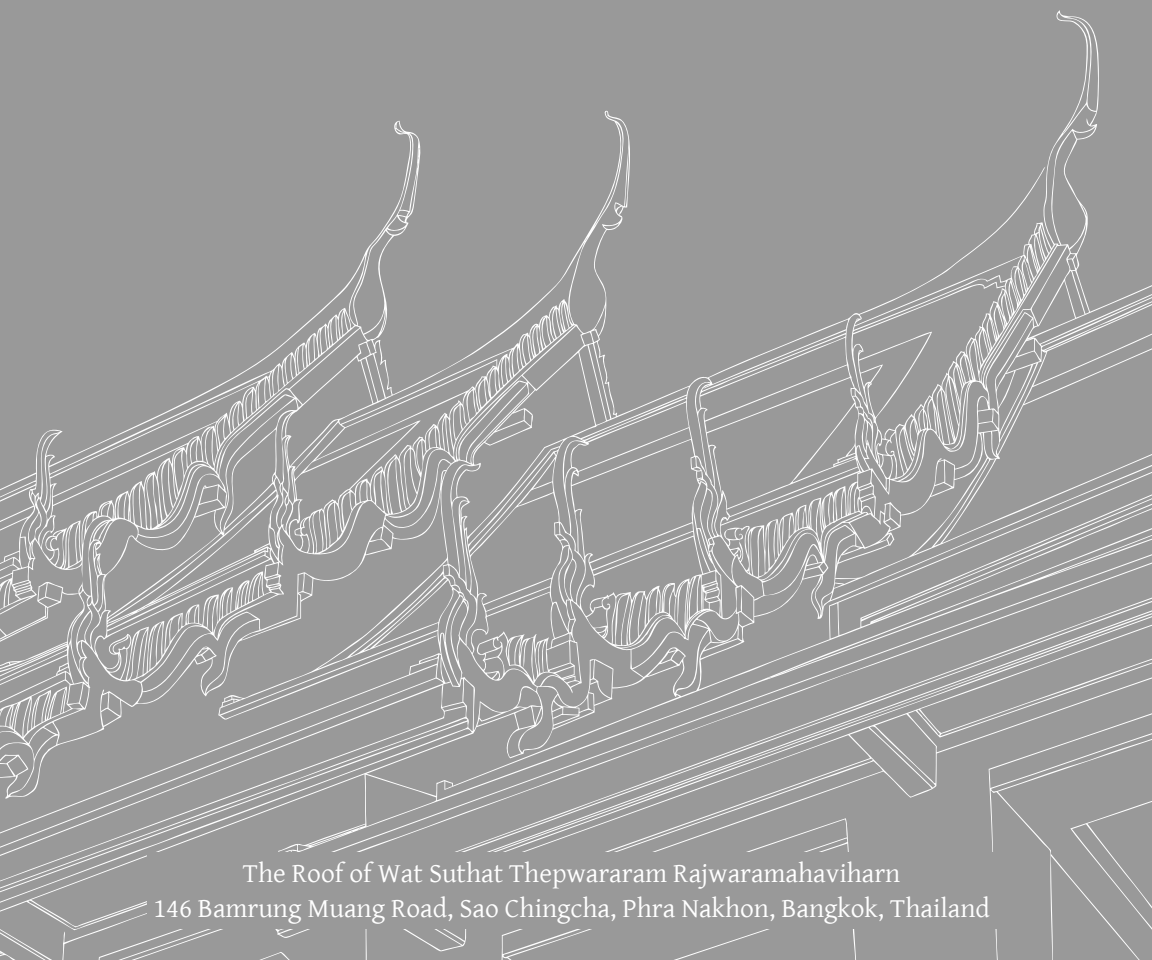 The Roof of Wat Suthat Thepwararam Rajwaramahaviharn
146 Bamrung Muang Road, Sao Chingcha, Phra Nakhon, Bangkok, Thailand